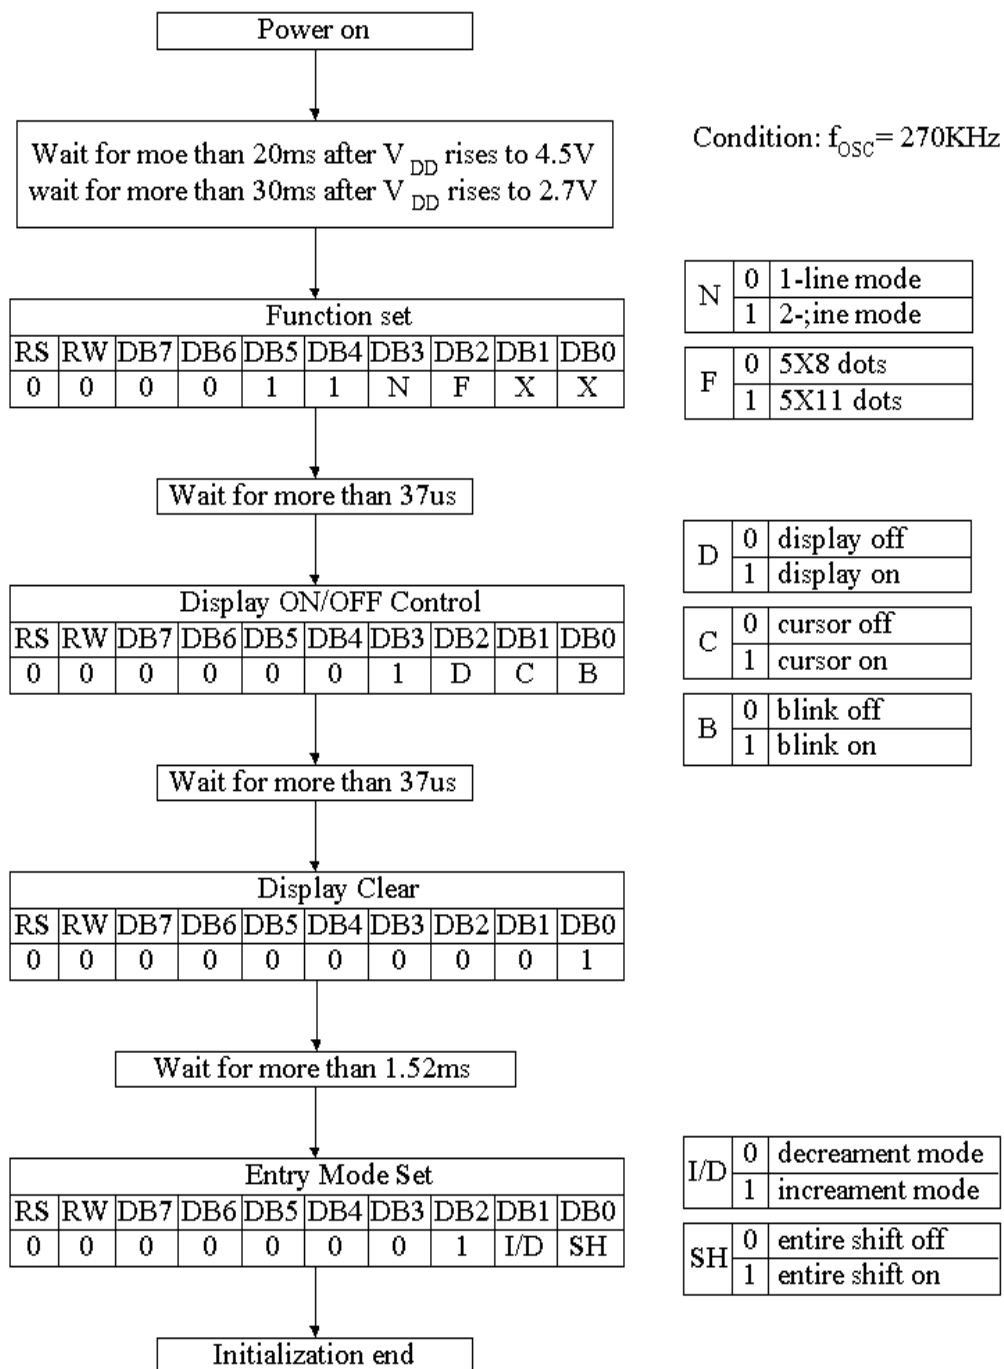 Power on
Wait for moe than 20ms after VDD rises to 4.5V
wait for more than 30ms after VDD rises to 2.7V
Condition: fOSC= 270KHz
Function set
RS RW DB7 DB6 DB5 DB4 DB3 DB2 DB1 DB0
0 0 0 0 1 1 N F X X
N 0 1-line mode
1 2-;ine mode
F 0 5X8 dots
1 5X11 dots
Wait for more than 37us
Display ON/OFF Control
RS RW DB7 DB6 DB5 DB4 DB3 DB2 DB1 DB0
0 0 0 0 0 0 1 D C B
D 0 display off
1 display on
C 0 cursor off
1 cursor on
B 0 blink off
1 blink on
Wait for more than 37us
Display Clear
RS RW DB7 DB6 DB5 DB4 DB3 DB2 DB1 DB0
0 0 0 0 0 0 0 0 0 1
Wait for more than 1.52ms
Entry Mode Set
RS RW DB7 DB6 DB5 DB4 DB3 DB2 DB1 DB0
0 0 0 0 0 0 0 1 I/D SH
I/D 0 decreament mode
1 increament mode
SH 0 entire shift off
1 entire shift on
Initialization end